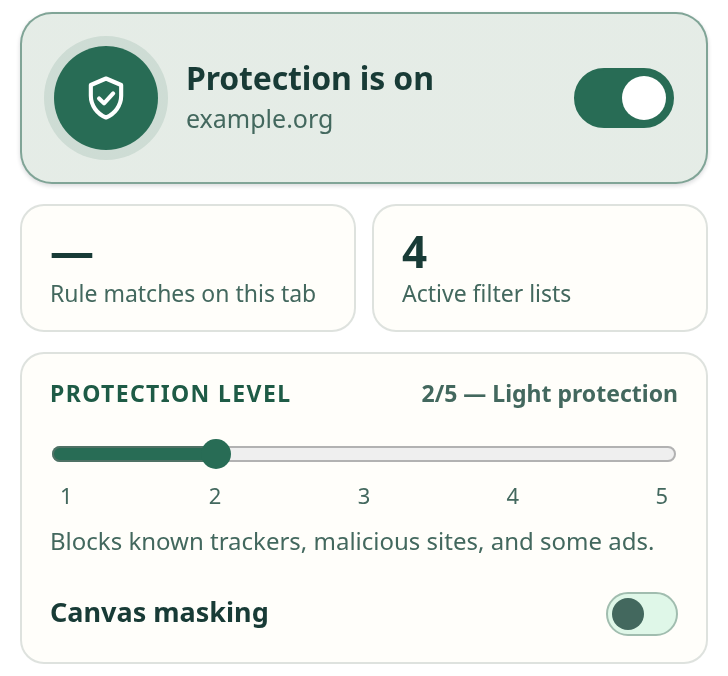 Protection is on
example.org
—
Rule matches on this tab
4
Active filter lists
PROTECTION LEVEL
2/5 — Light protection
1 2 3 4 5
Blocks known trackers, malicious sites, and some ads.
Canvas masking